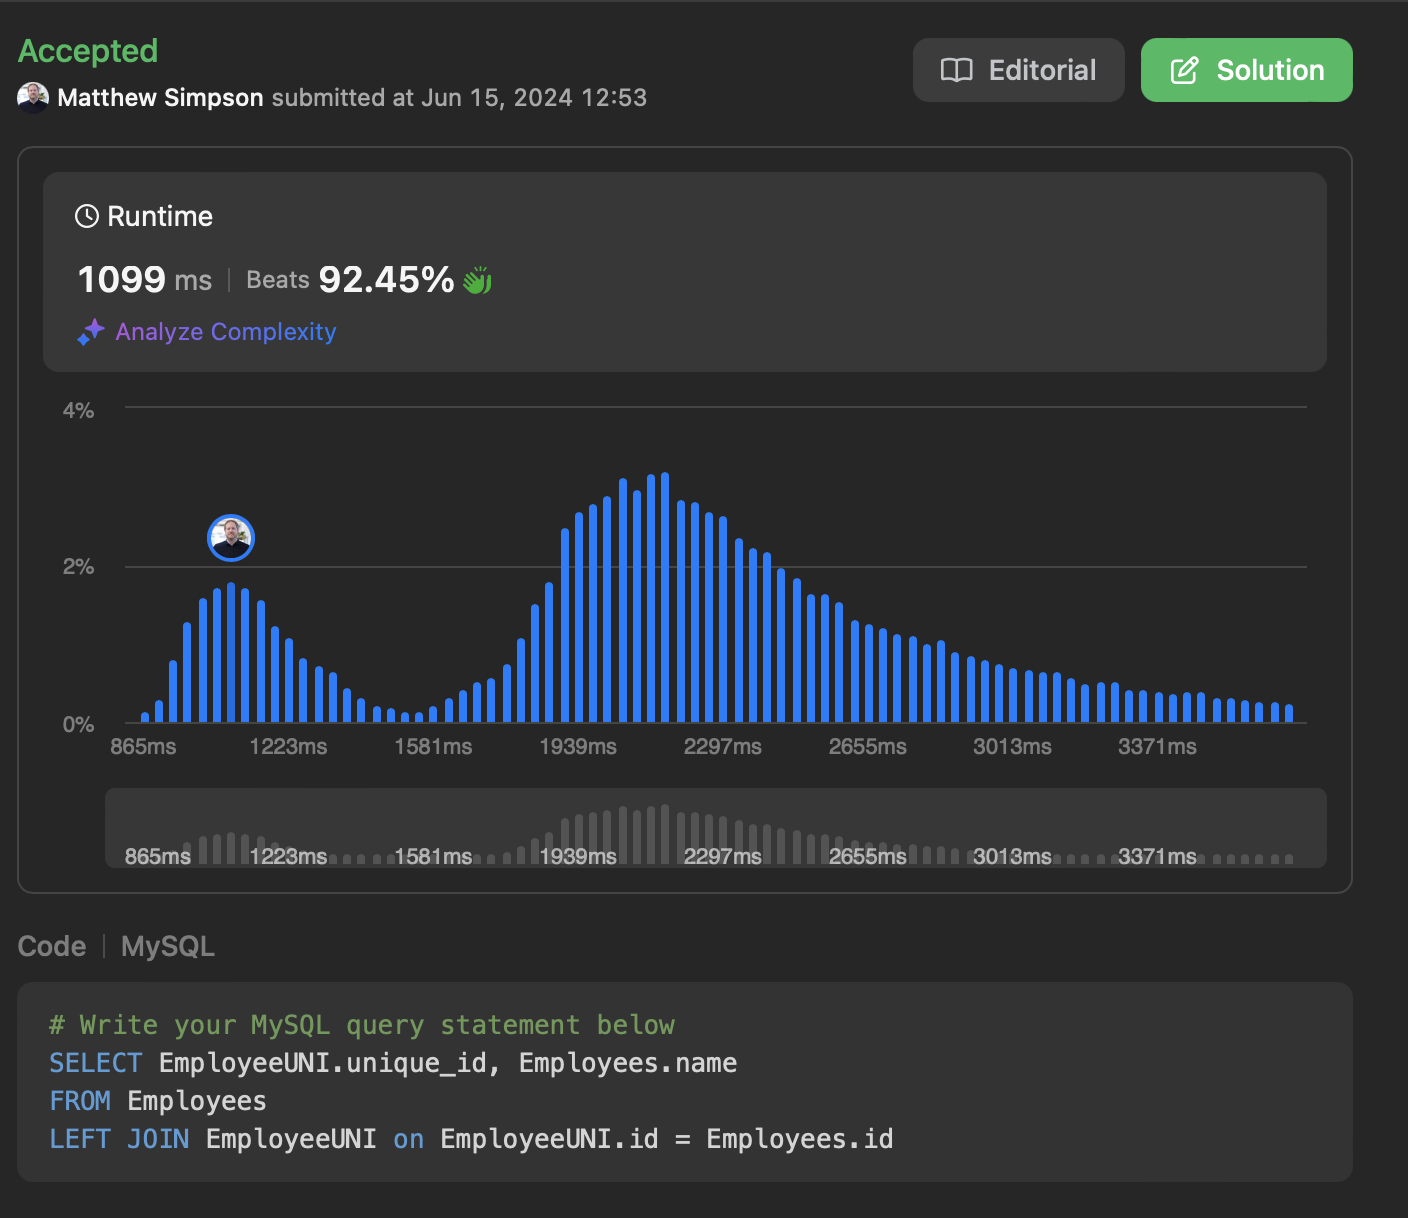 Accepted
Matthew Simpson submitted at Jun 15, 2024 12:53
Editorial
Solution
Runtime
1099 ms | Beats 92.45%
Analyze Complexity
4%
2%
0%
865ms 1223ms 1581ms 1939ms 2297ms 2655ms 3013ms 3371ms
865ms 1223ms 1581ms 1939ms 2297ms 2655ms 3013ms 3371ms
Code | MySQL
# Write your MySQL query statement below
SELECT EmployeeUNI.unique_id, Employees.name
FROM Employees
LEFT JOIN EmployeeUNI on EmployeeUNI.id = Employees.id